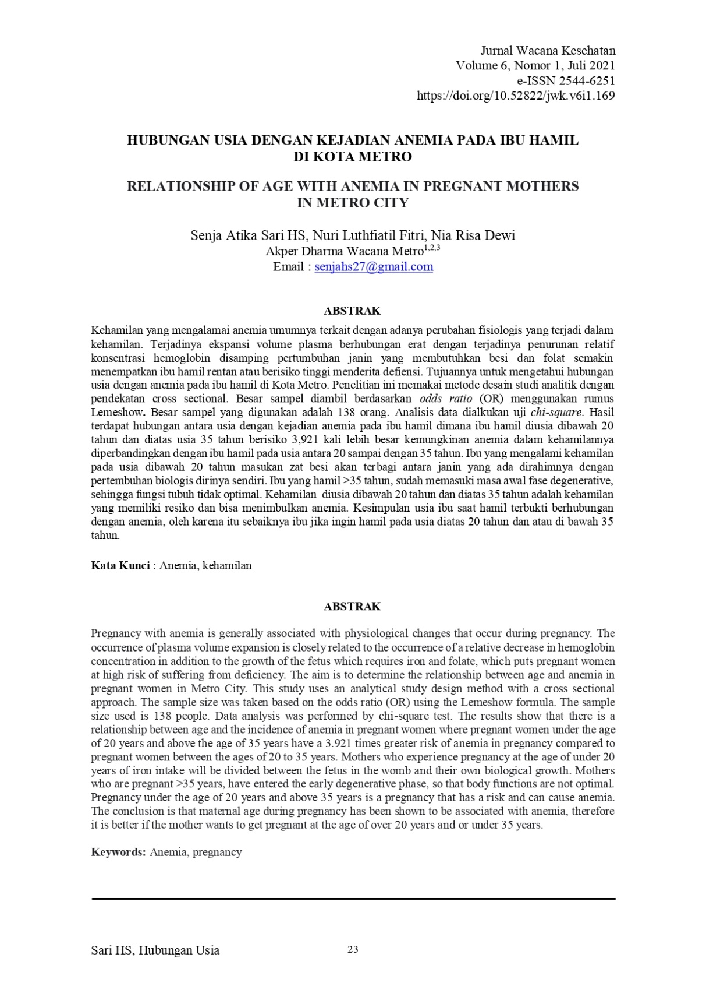 Jurnal Wacana Kesehatan
Volume 6, Nomor 1, Juli 2021
e-ISSN 2544-6251
https://doi.org/10.52822/jwk.v6i1.169
HUBUNGAN USIA DENGAN KEJADIAN ANEMIA PADA IBU HAMIL
DI KOTA METRO
RELATIONSHIP OF AGE WITH ANEMIA IN PREGNANT MOTHERS
IN METRO CITY
Senja Atika Sari HS, Nuri Luthfiatil Fitri, Nia Risa Dewi
Akper Dharma Wacana Metro1,2,3
Email : senjahs27@gmail.com
ABSTRAK
Kehamilan yang mengalamai anemia umumnya terkait dengan adanya perubahan fisiologis yang terjadi dalam
kehamilan. Terjadinya ekspansi volume plasma berhubungan erat dengan terjadinya penurunan relatif
konsentrasi hemoglobin disamping pertumbuhan janin yang membutuhkan besi dan folat semakin
menempatkan ibu hamil rentan atau berisiko tinggi menderita defiensi. Tujuannya untuk mengetahui hubungan
usia dengan anemia pada ibu hamil di Kota Metro. Penelitian ini memakai metode desain studi analitik dengan
pendekatan cross sectional. Besar sampel diambil berdasarkan odds ratio (OR) menggunakan rumus
Lemeshow. Besar sampel yang digunakan adalah 138 orang. Analisis data dialkukan uji chi-square. Hasil
terdapat hubungan antara usia dengan kejadian anemia pada ibu hamil dimana ibu hamil diusia dibawah 20
tahun dan diatas usia 35 tahun berisiko 3,921 kali lebih besar kemungkinan anemia dalam kehamilannya
diperbandingkan dengan ibu hamil pada usia antara 20 sampai dengan 35 tahun. Ibu yang mengalami kehamilan
pada usia dibawah 20 tahun masukan zat besi akan terbagi antara janin yang ada dirahimnya dengan
pertembuhan biologis dirinya sendiri. Ibu yang hamil >35 tahun, sudah memasuki masa awal fase degenerative,
sehingga fungsi tubuh tidak optimal. Kehamilan diusia dibawah 20 tahun dan diatas 35 tahun adalah kehamilan
yang memiliki resiko dan bisa menimbulkan anemia. Kesimpulan usia ibu saat hamil terbukti berhubungan
dengan anemia, oleh karena itu sebaiknya ibu jika ingin hamil pada usia diatas 20 tahun dan atau di bawah 35
tahun.
Kata Kunci : Anemia, kehamilan
ABSTRAK
Pregnancy with anemia is generally associated with physiological changes that occur during pregnancy. The
occurrence of plasma volume expansion is closely related to the occurrence of a relative decrease in hemoglobin
concentration in addition to the growth of the fetus which requires iron and folate, which puts pregnant women
at high risk of suffering from deficiency. The aim is to determine the relationship between age and anemia in
pregnant women in Metro City. This study uses an analytical study design method with a cross sectional
approach. The sample size was taken based on the odds ratio (OR) using the Lemeshow formula. The sample
size used is 138 people. Data analysis was performed by chi-square test. The results show that there is a
relationship between age and the incidence of anemia in pregnant women where pregnant women under the age
of 20 years and above the age of 35 years have a 3.921 times greater risk of anemia in pregnancy compared to
pregnant women between the ages of 20 to 35 years. Mothers who experience pregnancy at the age of under 20
years of iron intake will be divided between the fetus in the womb and their own biological growth. Mothers
who are pregnant >35 years, have entered the early degenerative phase, so that body functions are not optimal.
Pregnancy under the age of 20 years and above 35 years is a pregnancy that has a risk and can cause anemia.
The conclusion is that maternal age during pregnancy has been shown to be associated with anemia, therefore
it is better if the mother wants to get pregnant at the age of over 20 years and or under 35 years.
Keywords: Anemia, pregnancy
Sari HS, Hubungan Usia
23